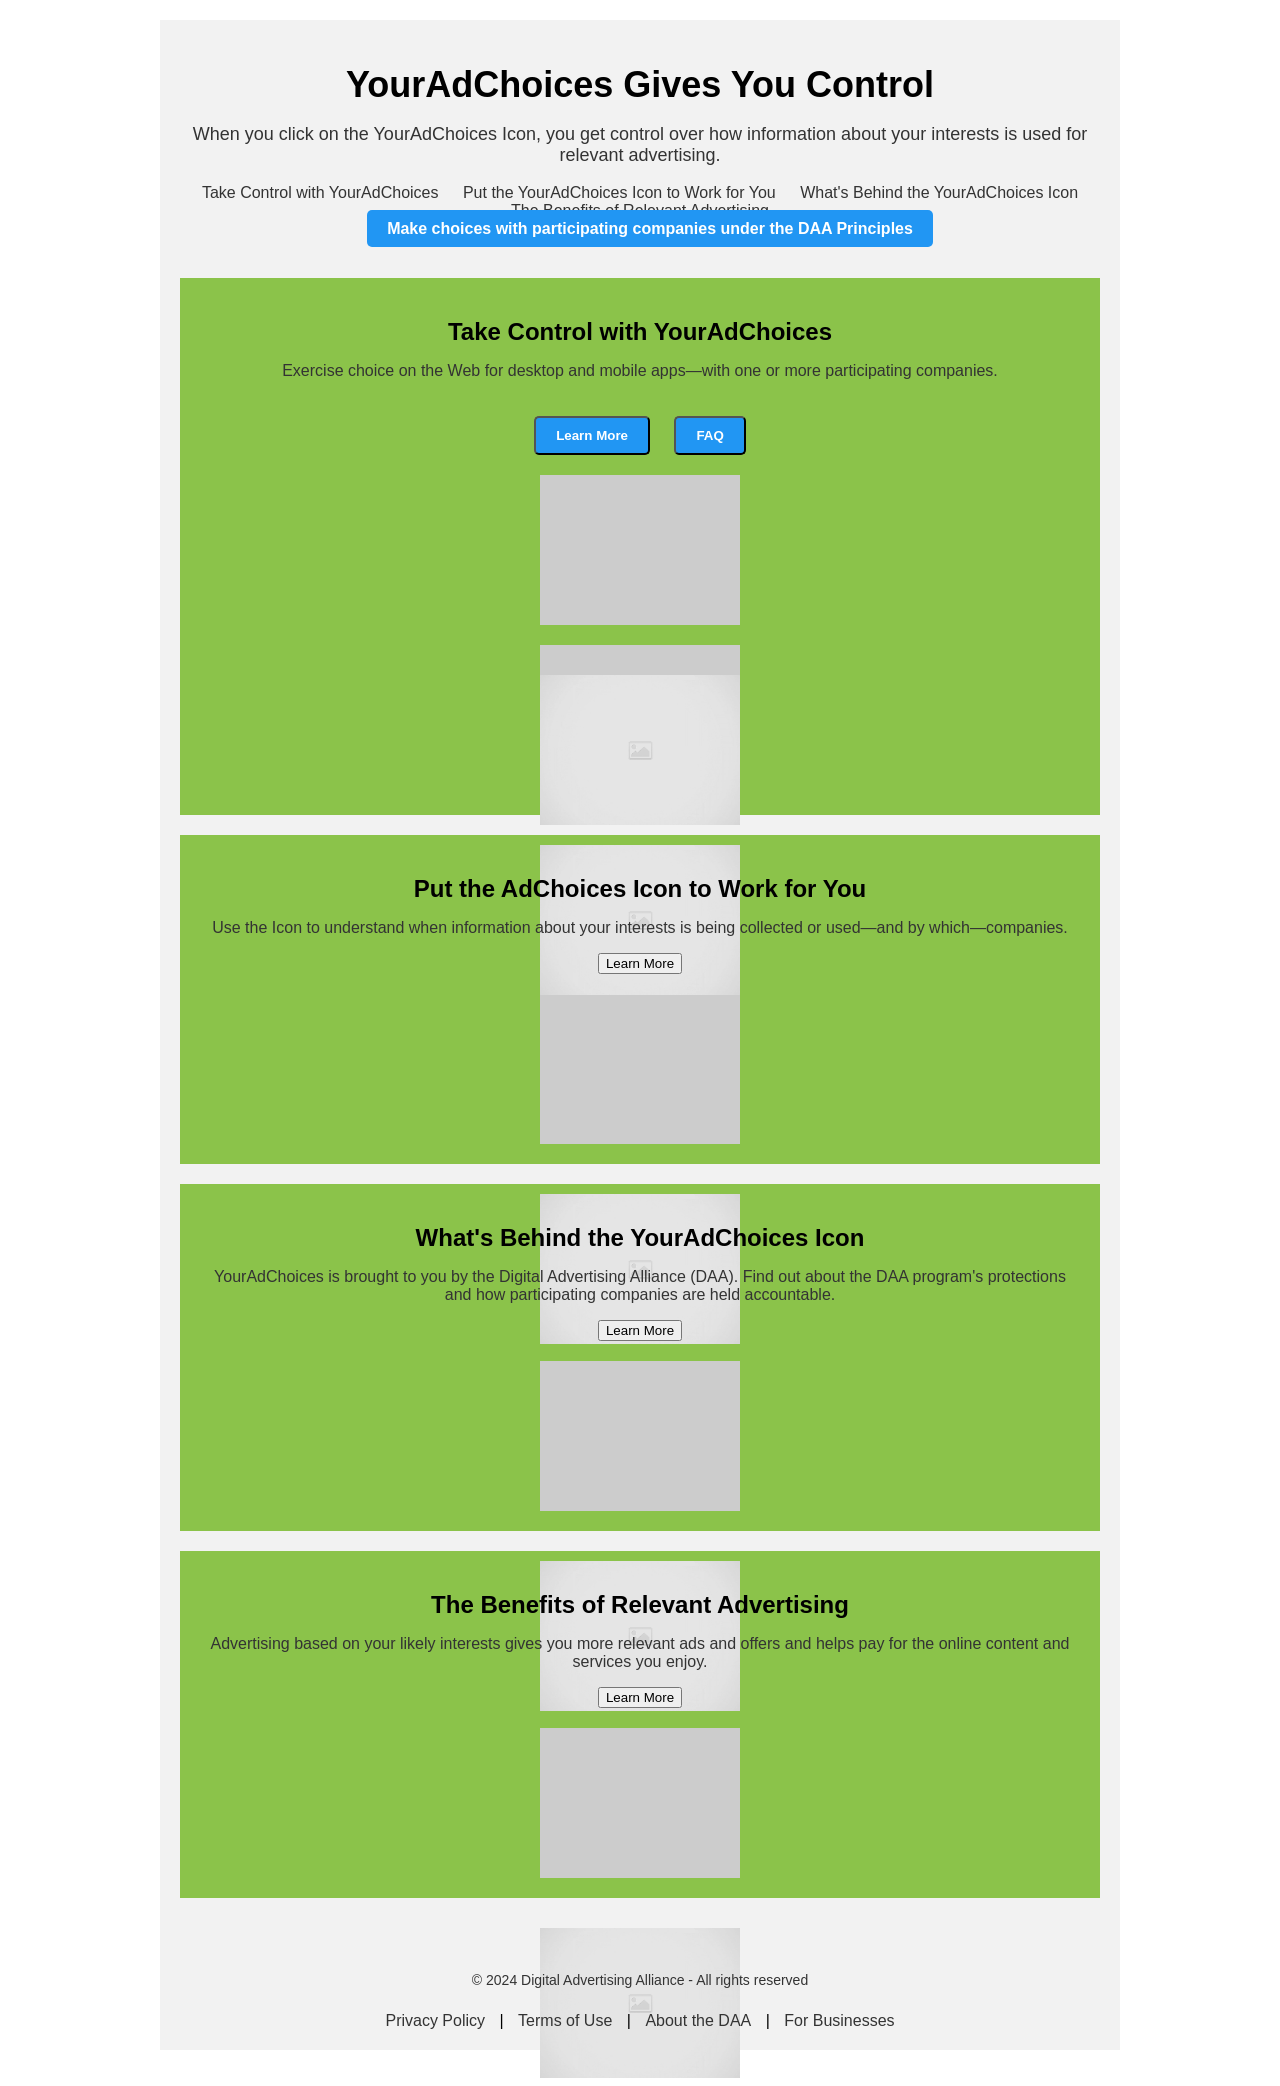 YourAdChoices Gives You Control
When you click on the YourAdChoices Icon, you get control over how information about your interests is used for
relevant advertising.
Take Control with YourAdChoices Put the YourAdChoices Icon to Work for You What's Behind the YourAdChoices Icon
The Benefits of Relevant Advertising
Make choices with participating companies under the DAA Principles
Take Control with YourAdChoices
Exercise choice on the Web for desktop and mobile apps—with one or more participating companies.
Learn More FAQ
Put the AdChoices Icon to Work for You
Use the Icon to understand when information about your interests is being collected or used—and by which—companies.
Learn More
What's Behind the YourAdChoices Icon
YourAdChoices is brought to you by the Digital Advertising Alliance (DAA). Find out about the DAA program's protections
and how participating companies are held accountable.
Learn More
The Benefits of Relevant Advertising
Advertising based on your likely interests gives you more relevant ads and offers and helps pay for the online content and
services you enjoy.
Learn More
© 2024 Digital Advertising Alliance - All rights reserved
Privacy Policy | Terms of Use | About the DAA | For Businesses